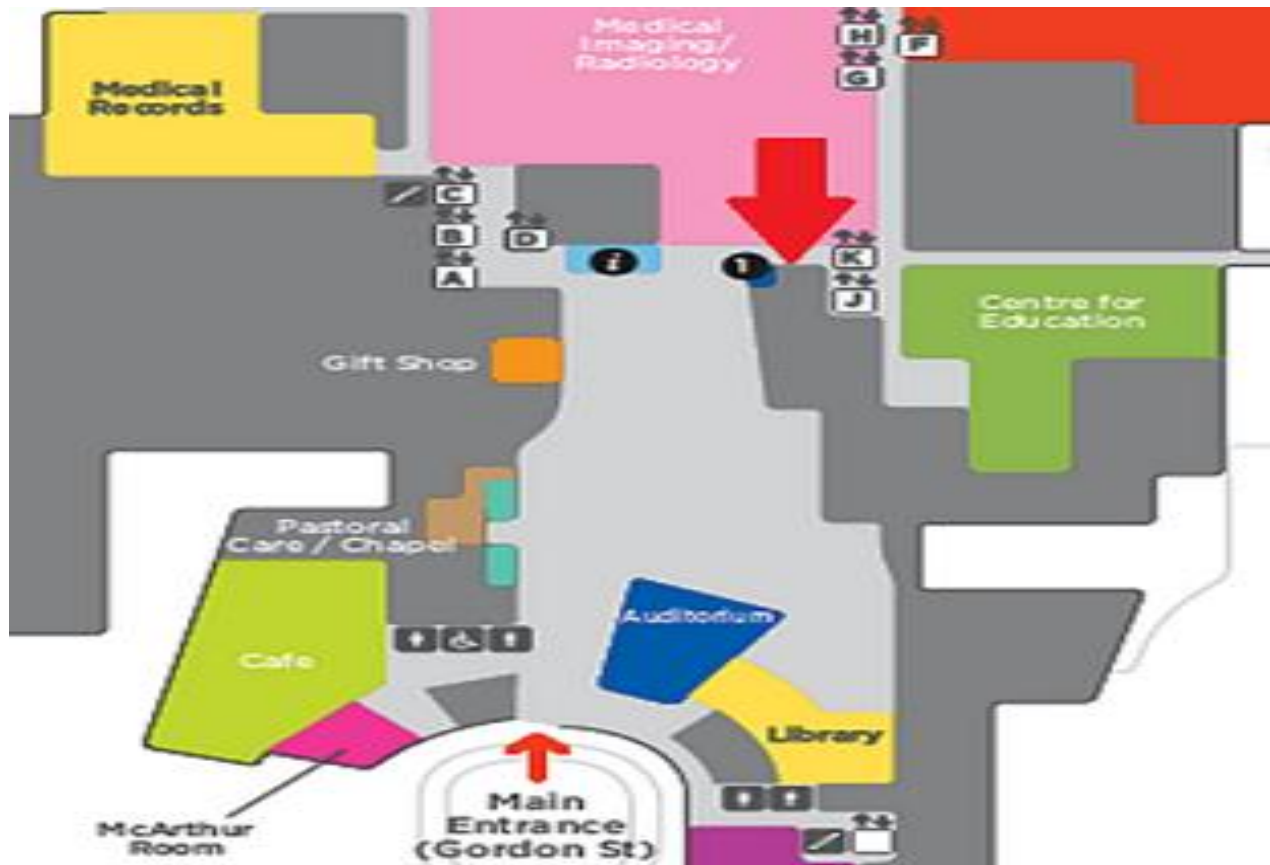 Medical
Imaging/
Radiology
H
F
G
Medical
Records
C
B
D
A
i
1
K
J
Centre for
Education
Gift Shop
Pastoral
Care / Chapel
Auditorium
Cafe
Library
Main
Entrance
(Gordon St)
McArthur
Room